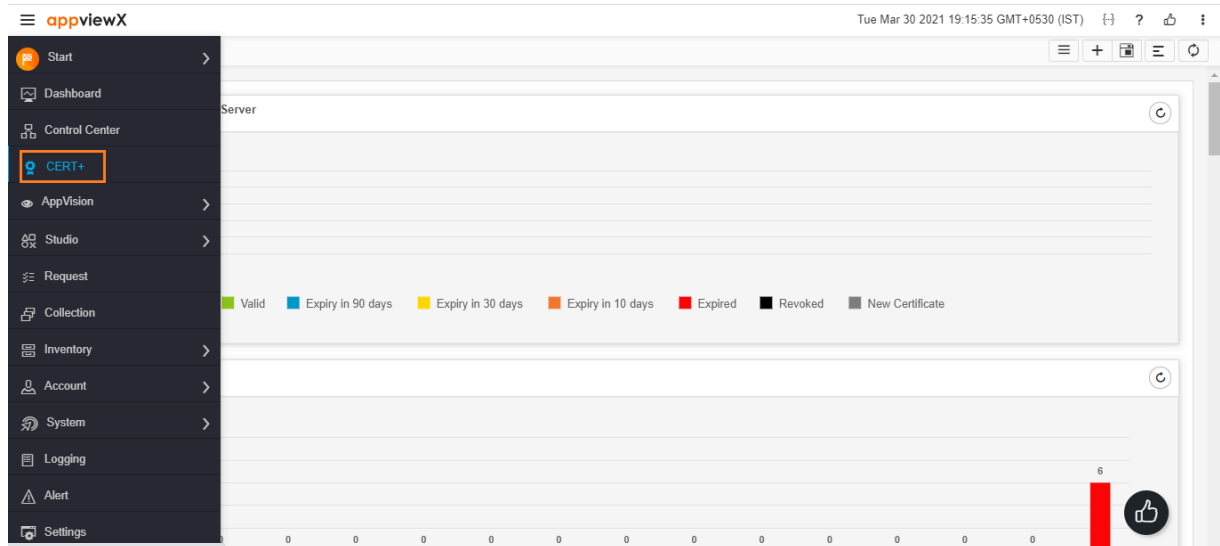 appviewX
Tue Mar 30 2021 19:15:35 GMT+0530 (IST)
?
Start
Dashboard
Server
Control Center
CERT+
AppVision
Studio
Request
Valid Expiry in 90 days Expiry in 30 days Expiry in 10 days Expired Revoked New Certificate
Collection
Inventory
Account
System
Logging
6
Alert
Settings
0 0 0 0 0 0 0 0 0 0 0 0